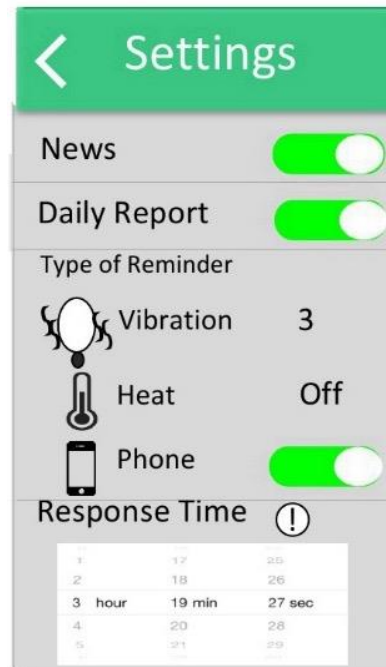 Settings
News
Daily Report
Type of Reminder
Vibration 3
Heat Off
Phone
Response Time !
1 17 25
2 18 26
3 hour 19 min 27 sec
4 20 28
5 21 29